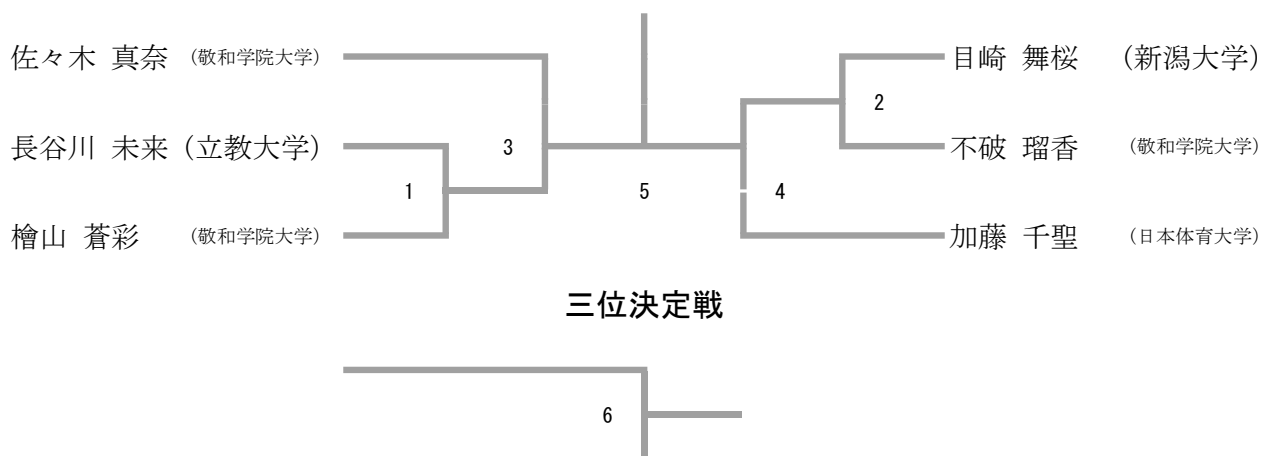 佐々木 真奈 (敬和学院大学)
長谷川 未来 (立教大学)
檜山 蒼彩 (敬和学院大学)
1
3
5
4
2
目崎 舞桜 (新潟大学)
不破 瑠香 (敬和学院大学)
加藤 千聖 (日本体育大学)
三位決定戦
6